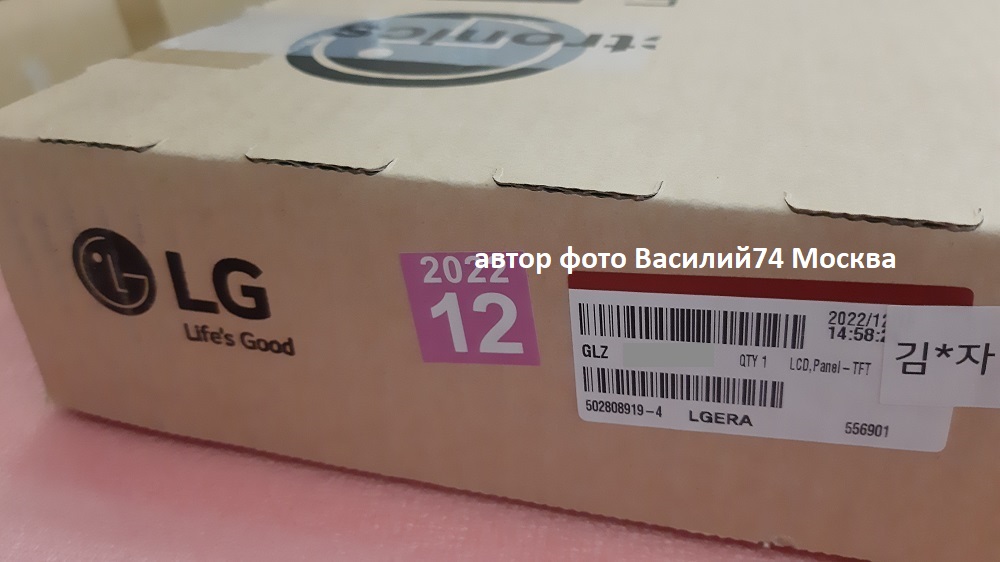 ctronics
LG
Life's Good
2022
12
автор фото Василий74 Москва
2022/12
14:58:2
GLZ
QTY 1
LCD,Panel-TFT
김*자
502808919-4
LGERA
556901